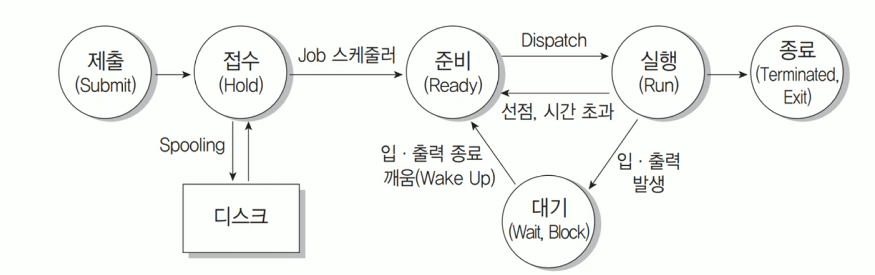 제출
(Submit)
접수
(Hold)
Job 스케줄러
준비
(Ready)
Dispatch
선점, 시간 초과
실행
(Run)
종료
(Terminated,
Exit)
Spooling
디스크
입·출력 종료
깨움(Wake Up)
대기
(Wait, Block)
입·출력
발생